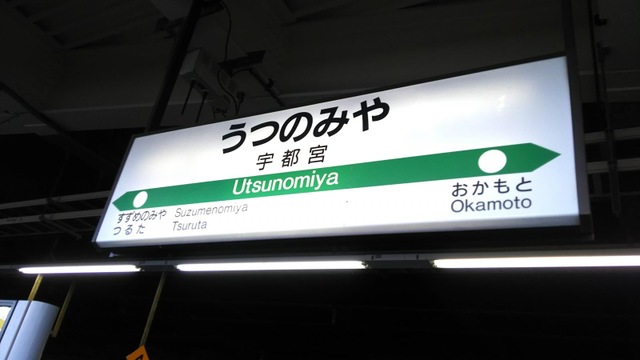 うつのみや
宇都宮
Utsunomiya
すずめのみや Suzumenomiya
つるた Tsuruta
おかもと
Okamoto